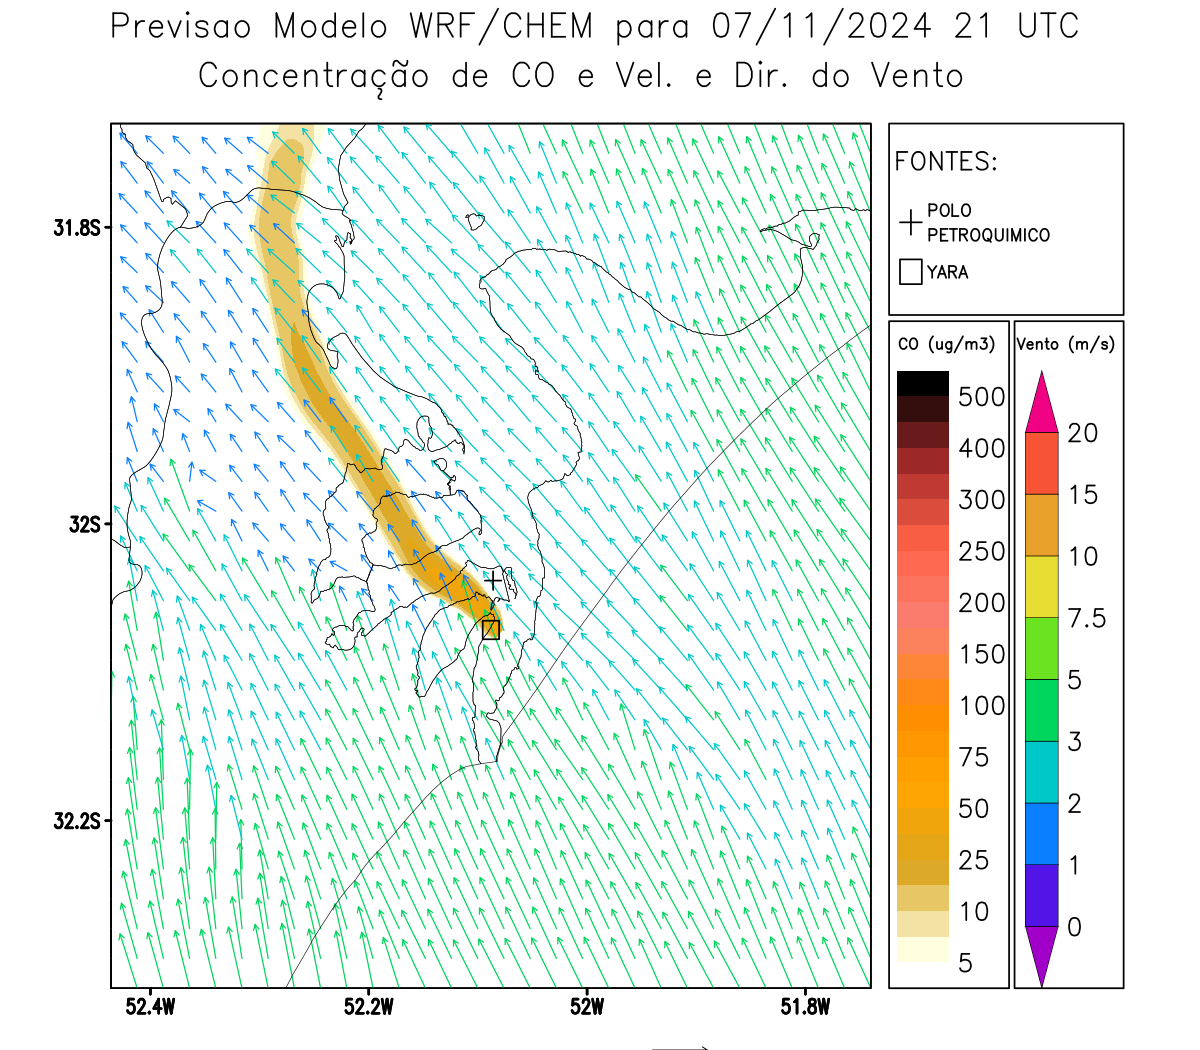 Previsao Modelo WRF/CHEM para 07/11/2024 21 UTC
Concentração de CO e Vel. e Dir. do Vento
FONTES:
POLO
PETROQUIMICO
YARA
CO (ug/m3)
500
400
300
250
200
150
100
75
50
25
10
5
Vento (m/s)
20
15
10
7.5
5
3
2
1
0
31.8S
32S
32.2S
52.4W
52.2W
52W
51.8W